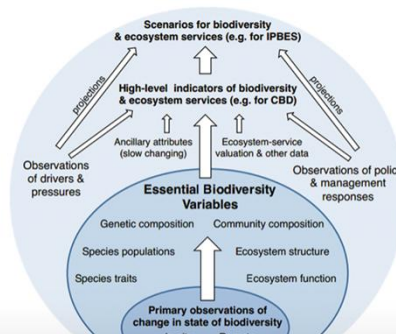 Scenarios for biodiversity
& ecosystem services (e.g. for IPBES)
projections
projections
High-level indicators of biodiversity
& ecosystem services (e.g. for CBD)
Ancillary attributes
(slow changing)
Ecosystem-service
valuation & other data
Observations
of drivers &
pressures
Observations of polic
& management
responses
Essential Biodiversity
Variables
Genetic composition
Community composition
Species populations
Ecosystem structure
Species traits
Ecosystem function
Primary observations of
change in state of biodiversity